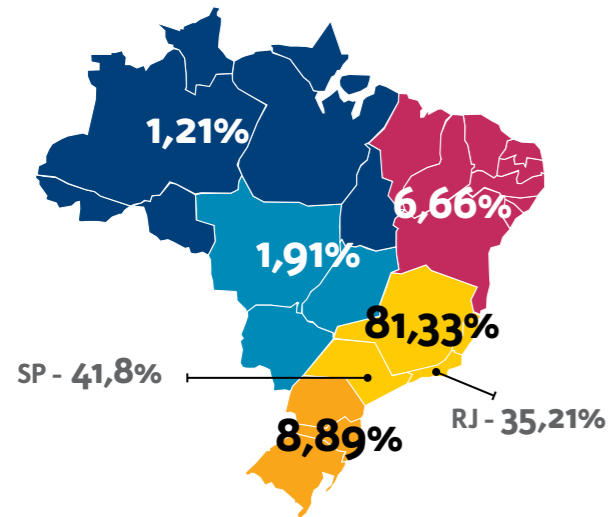 1,21%
6,66%
1,91%
81,33%
SP - 41,8%
RJ - 35,21%
8,89%